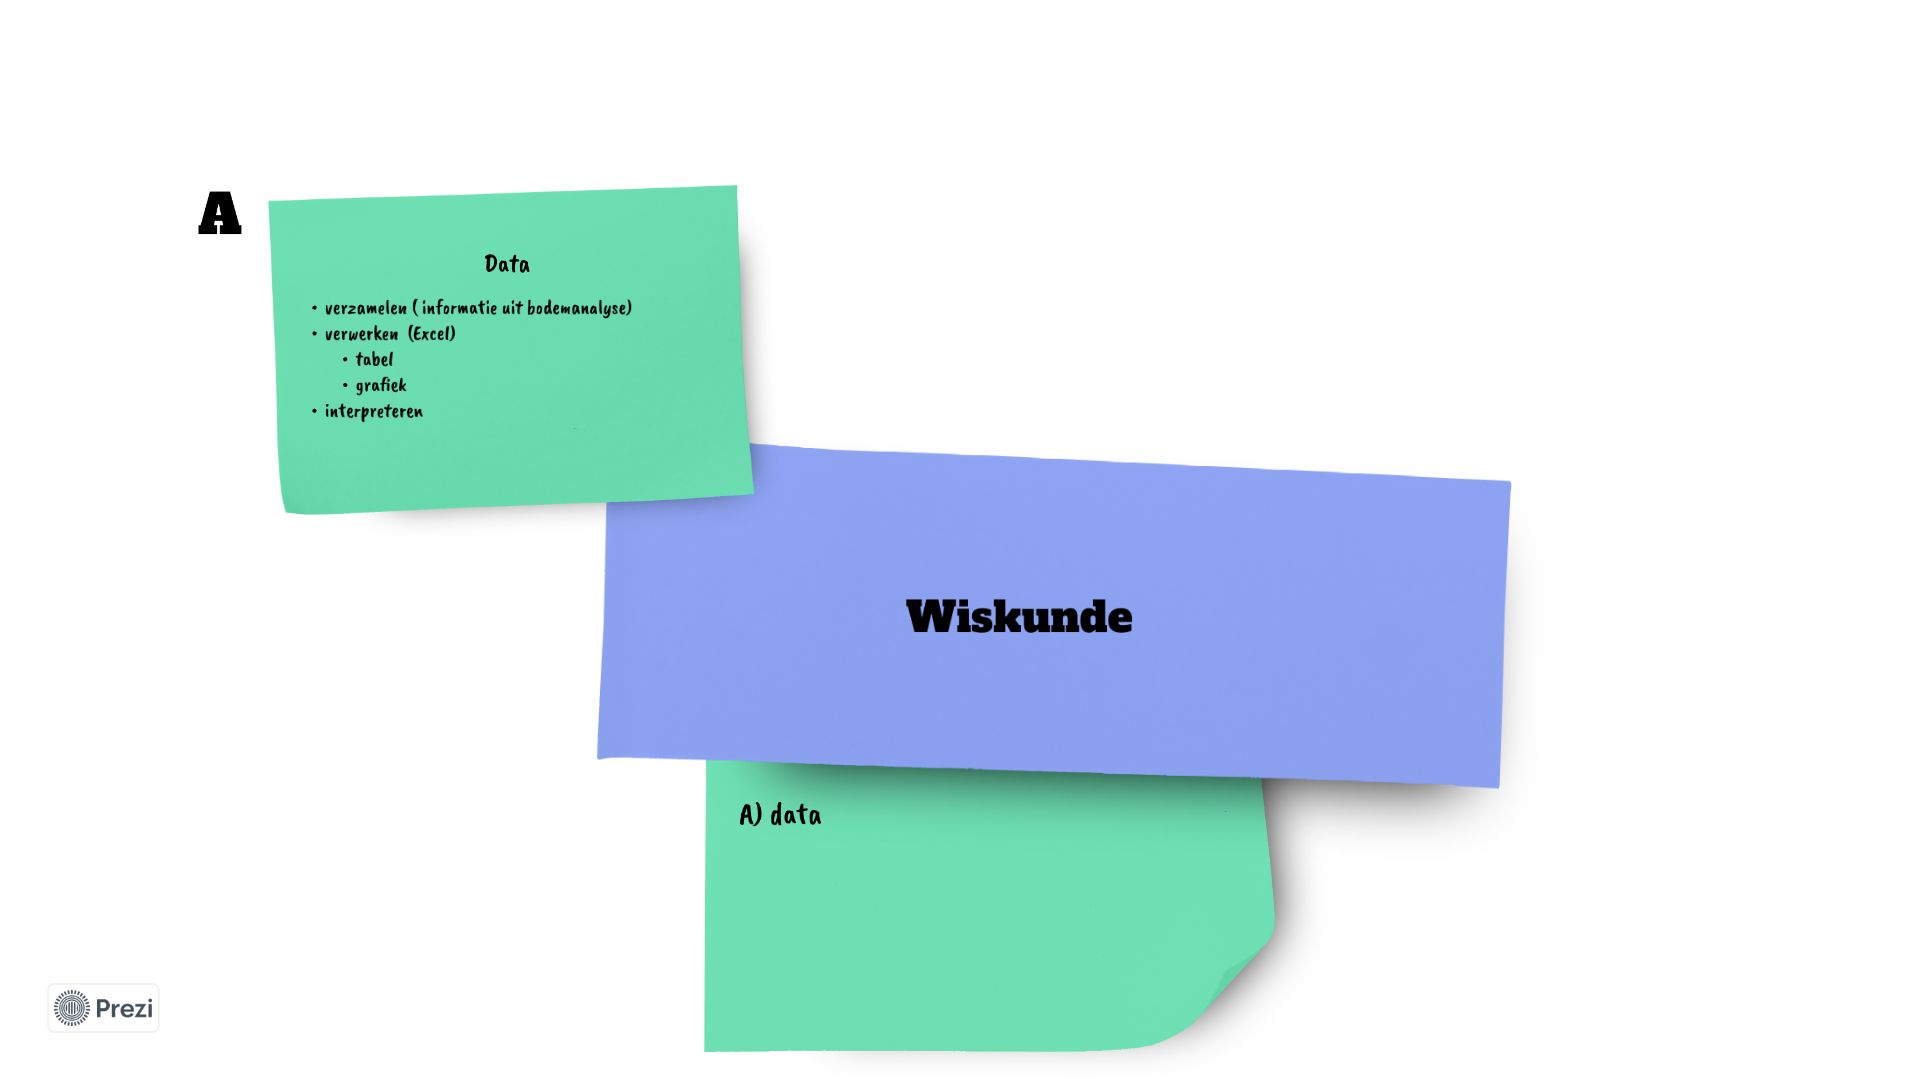 A
Data
• verzamelen ( informatie uit bodemanalyse)
• verwerken (Excel)
• tabel
• grafiek
• interpreteren
Wiskunde
A) data
Prezi